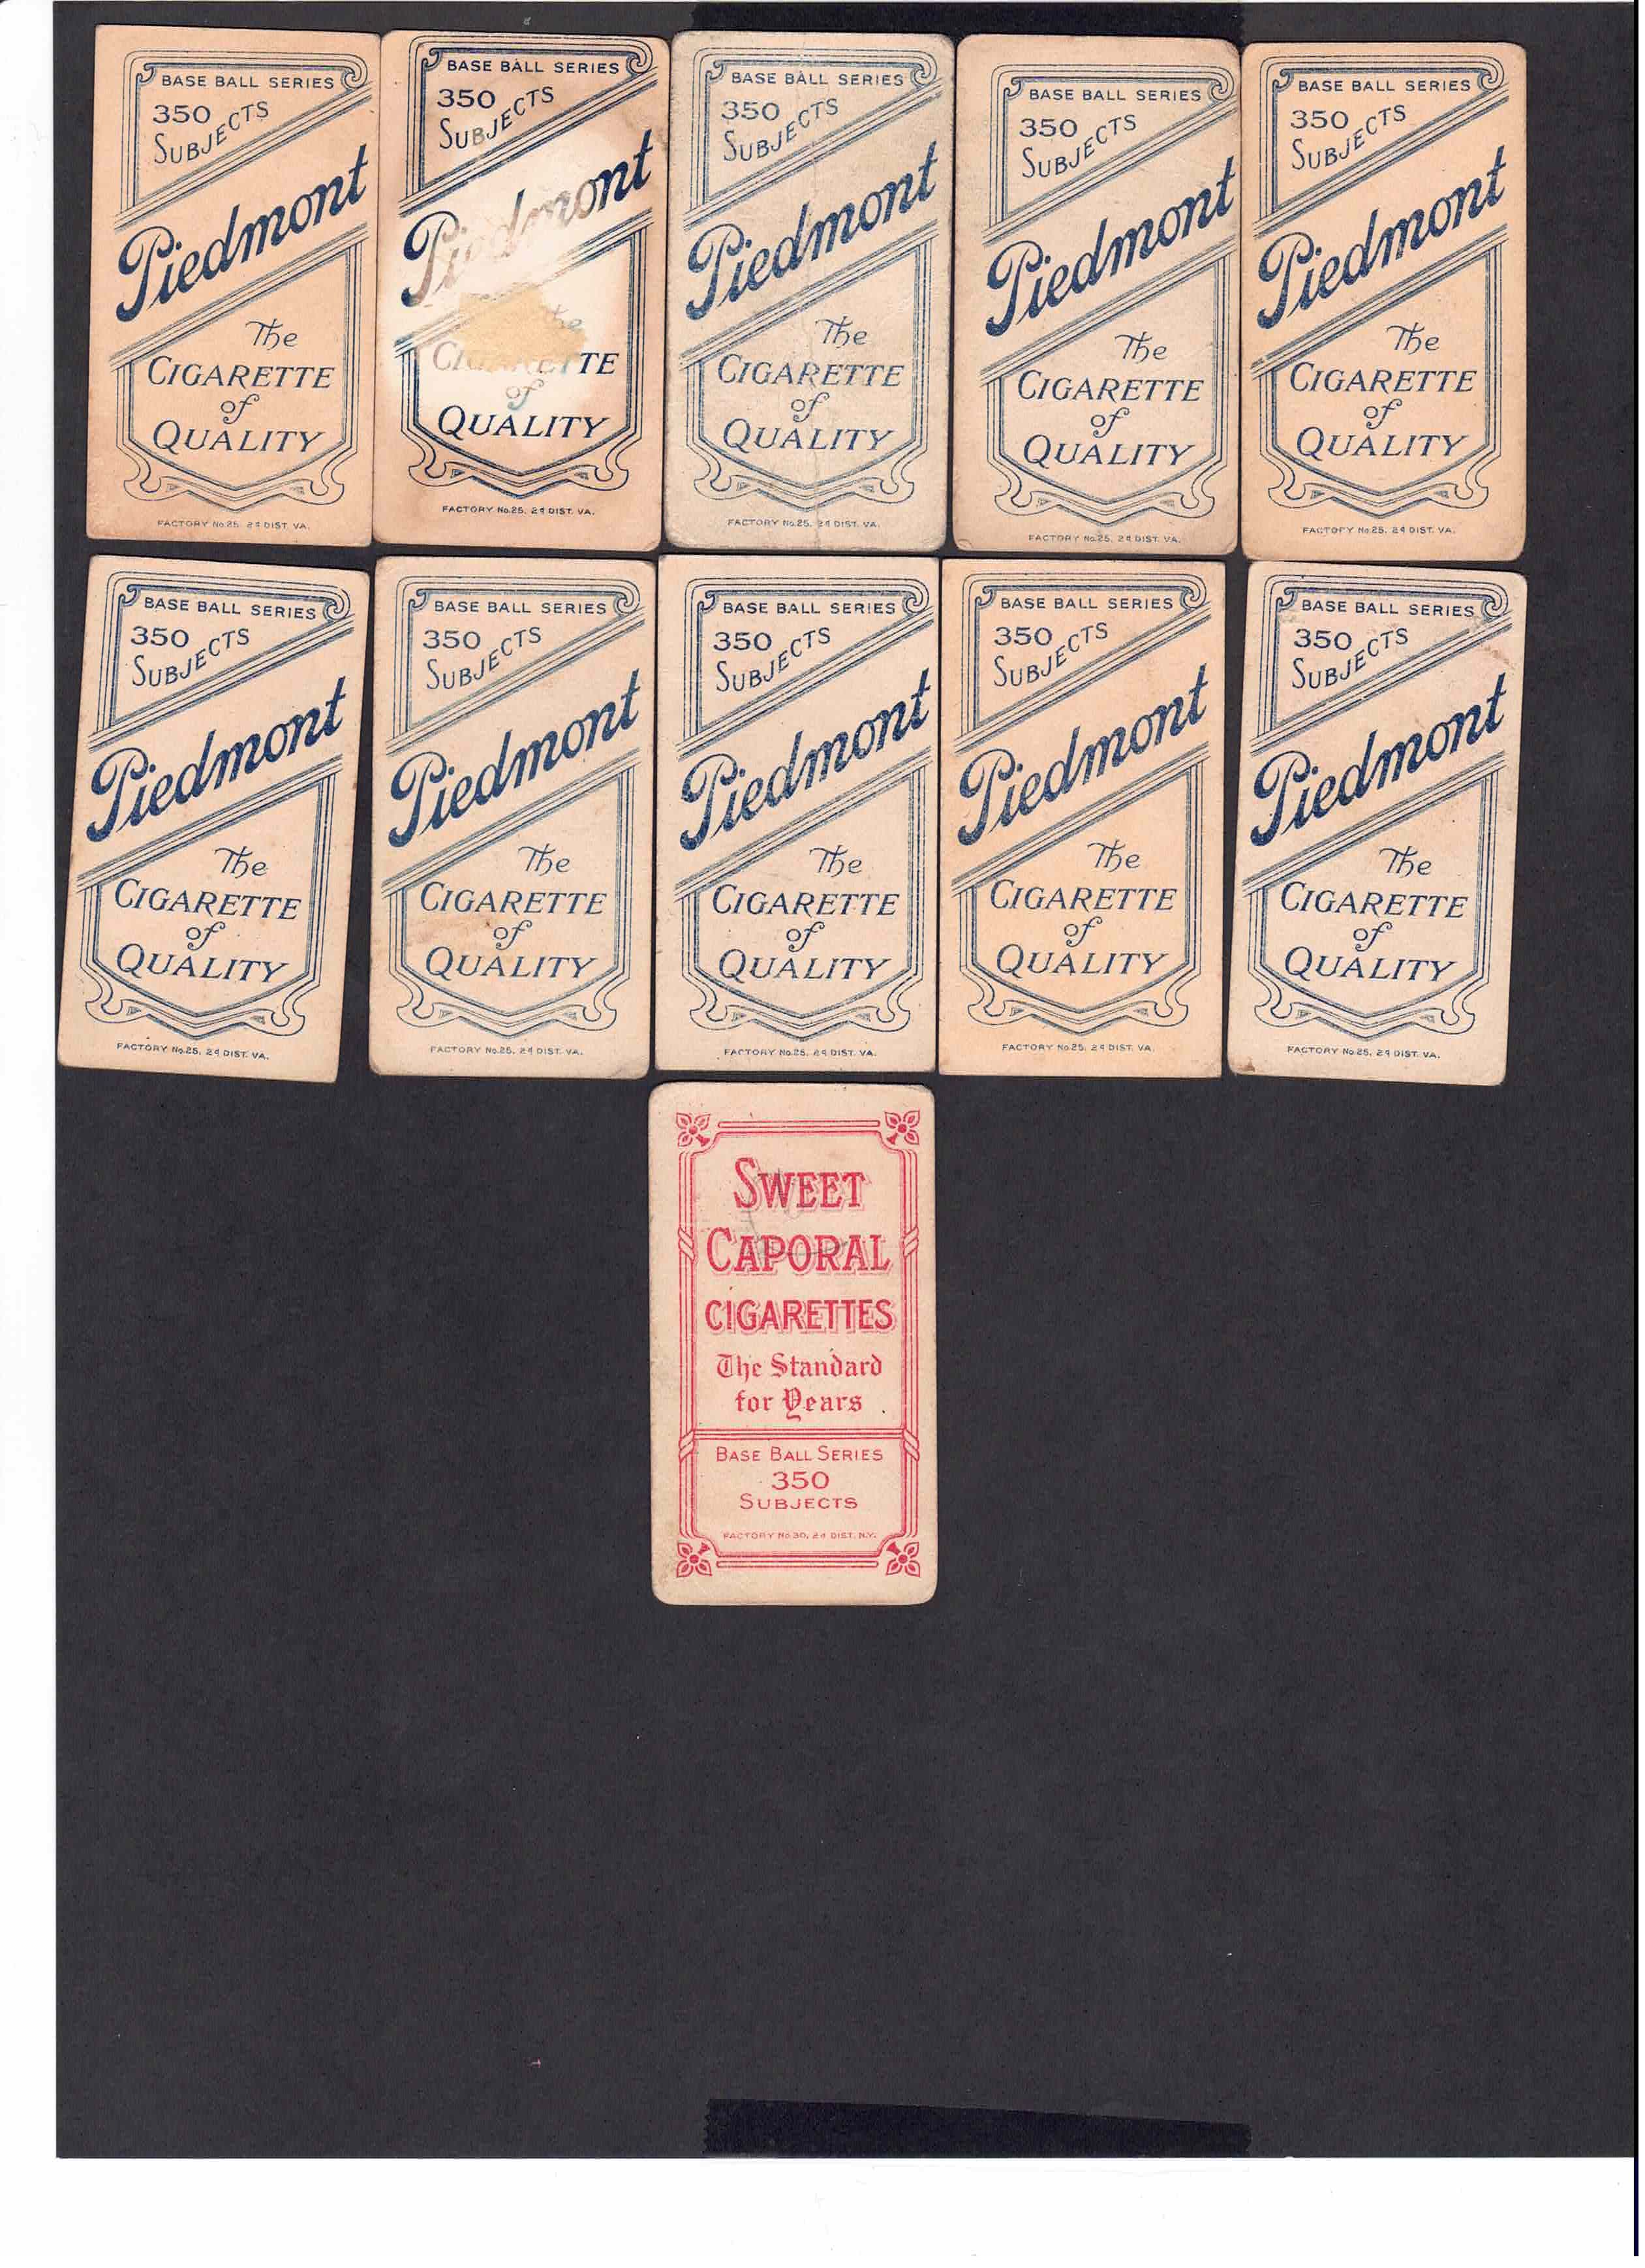 BASE BALL SERIES
350
SUBJECTS
Piedmont
The
CIGARETTE
of
QUALITY
FACTORY No.25. 2d DIST. VA.
BASE BALL SERIES
350
SUBJECTS
Piedmont
The
QUALITY
FACTORY No.25. 2d DIST. VA.
BASE BALL SERIES
350
SUBJECTS
Piedmont
The
CIGARETTE
of
QUALITY
FACTORY No.25. 2d DIST. VA.
BASE BALL SERIES
350
SUBJECTS
Piedmont
The
CIGARETTE
of
QUALITY
FACTORY No.25. 2d DIST. VA.
BASE BALL SERIES
350
SUBJECTS
Piedmont
The
CIGARETTE
of
QUALITY
FACTORY No.25. 2d DIST. VA.
BASE BALL SERIES
350
SUBJECTS
Piedmont
The
CIGARETTE
of
QUALITY
FACTORY No.25. 2d DIST. VA.
BASE BALL SERIES
350
SUBJECTS
Piedmont
The
CIGARETTE
of
QUALITY
FACTORY No.25. 2d DIST. VA.
BASE BALL SERIES
350
SUBJECTS
Piedmont
The
CIGARETTE
of
QUALITY
FACTORY No.25. 2d DIST. VA.
BASE BALL SERIES
350
SUBJECTS
Piedmont
The
CIGARETTE
of
QUALITY
FACTORY No.25. 2d DIST. VA.
BASE BALL SERIES
350
SUBJECTS
Piedmont
The
CIGARETTE
of
QUALITY
FACTORY No.25. 2d DIST. VA.
SWEET
CAPORAL
CIGARETTES
The Standard
for Years
BASE BALL SERIES
350
SUBJECTS
FACTORY No.30, 2d DIST. N.Y.